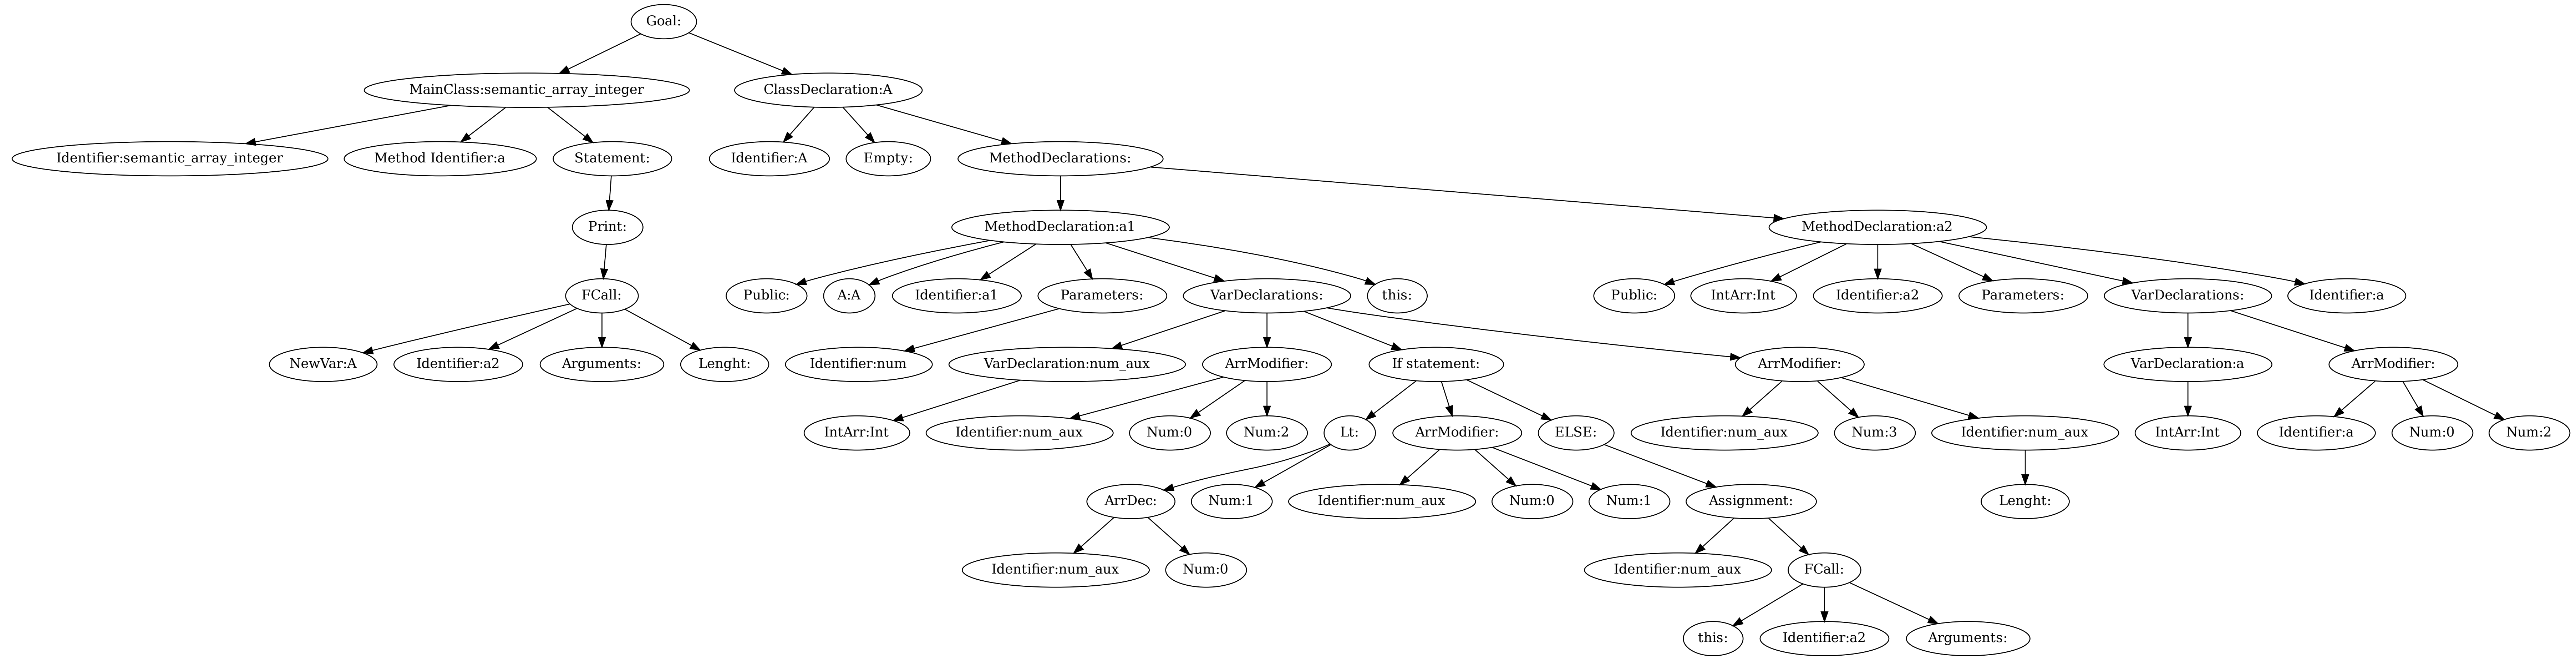 Goal:
MainClass:semantic_array_integer
ClassDeclaration:A
Identifier:semantic_array_integer
Method Identifier:a
Statement:
Identifier:A
Empty:
MethodDeclarations:
Print:
MethodDeclaration:a1
MethodDeclaration:a2
FCall:
Public:
A:A
Identifier:a1
Parameters:
VarDeclarations:
this:
Public:
IntArr:Int
Identifier:a2
Parameters:
VarDeclarations:
Identifier:a
NewVar:A
Identifier:a2
Arguments:
Lenght:
Identifier:num
VarDeclaration:num_aux
ArrModifier:
If statement:
ArrModifier:
VarDeclaration:a
ArrModifier:
IntArr:Int
Identifier:num_aux
Num:0
Num:2
Lt:
ArrModifier:
ELSE:
Identifier:num_aux
Num:3
Identifier:num_aux
IntArr:Int
Identifier:a
Num:0
Num:2
ArrDec:
Num:1
Identifier:num_aux
Num:0
Num:1
Assignment:
Lenght:
Identifier:num_aux
Num:0
Identifier:num_aux
FCall:
this:
Identifier:a2
Arguments: